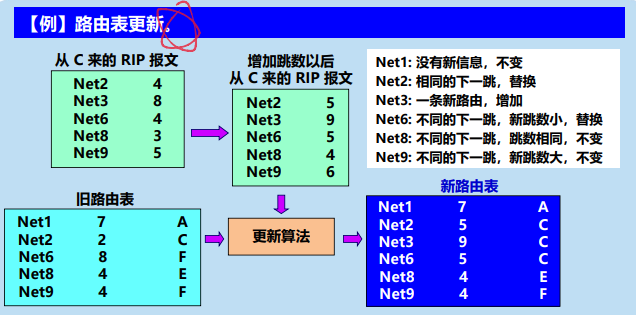 【例】路由表更新。
从 C 来的 RIP 报文
Net2 4
Net3 8
Net6 4
Net8 3
Net9 5
增加跳数以后
从 C 来的 RIP 报文
Net2 5
Net3 9
Net6 5
Net8 4
Net9 6
Net1: 没有新信息，不变
Net2: 相同的下一跳，替换
Net3: 一条新路由，增加
Net6: 不同的下一跳，新跳数小，替换
Net8: 不同的下一跳，跳数相同，不变
Net9: 不同的下一跳，新跳数大，不变
旧路由表
Net1 7 A
Net2 2 C
Net6 8 F
Net8 4 E
Net9 4 F
更新算法
新路由表
Net1 7 A
Net2 5 C
Net3 9 C
Net6 5 C
Net8 4 E
Net9 4 F